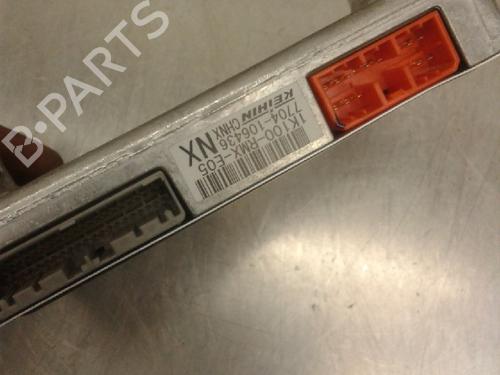 B-PARTS
KEIHIN CHNX
7704-106436 NX
1K100-RMX-E05